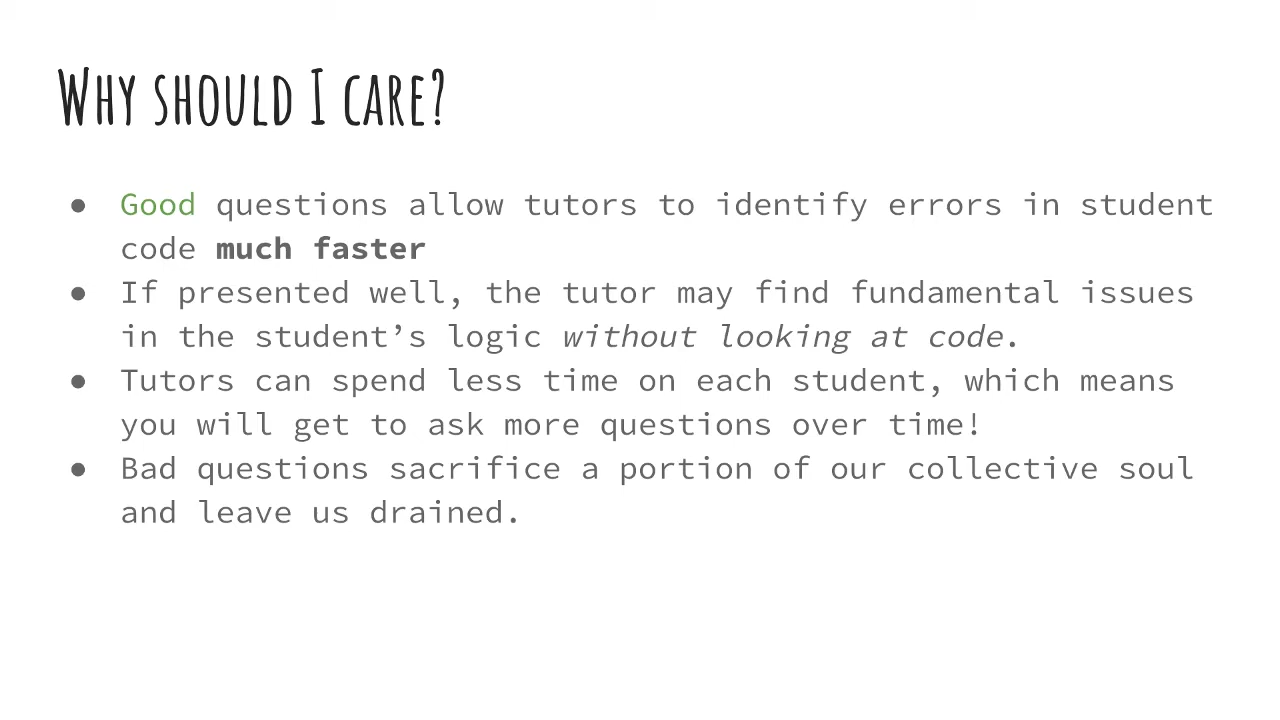 Why should I care?
● Good questions allow tutors to identify errors in student
code much faster
● If presented well, the tutor may find fundamental issues
in the student’s logic without looking at code.
● Tutors can spend less time on each student, which means
you will get to ask more questions over time!
● Bad questions sacrifice a portion of our collective soul
and leave us drained.